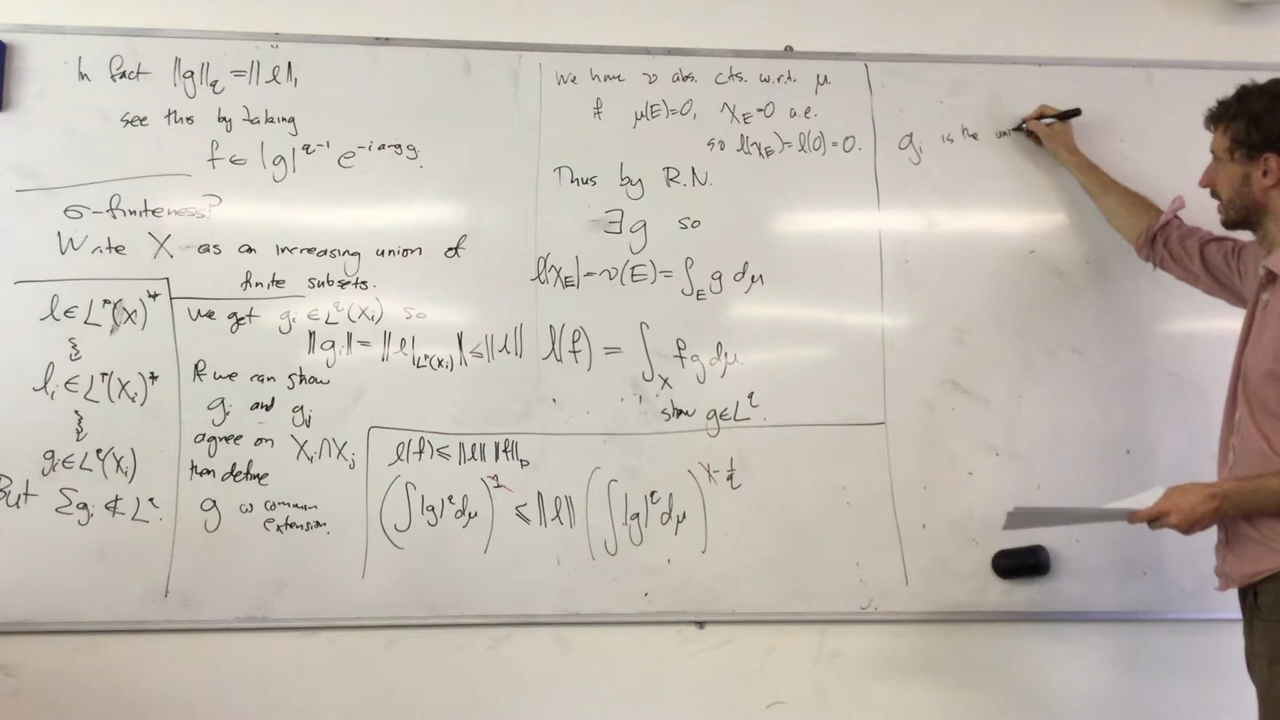 In fact ||g||_q = ||l||,
see this by taking
f ∈ |g|^{q-1} e^{-i arg g}.
σ-finiteness?
Write X as an increasing union of
finite subsets.
l ∈ L^p(X)^*
l_i ∈ L^p(X_i)^*
g_i ∈ L^q(X_i)
But Σg_i ∉ L^q.
We get g_i ∈ L^q(X_i) so
||g_i|| = ||l|_{L^p(X_i)}|| ≤ ||l||
If we can show
g_i and g_j
agree on X_i ∩ X_j
then define
g as common
extension.
We have ν abs. cts. w.r.t. μ.
If μ(E)=0, χ_E=0 a.e.
so l(χ_E)=l(0)=0.
Thus by R.N.
∃g so
l(χ_E)=ν(E)=∫_E g dμ
l(f) = ∫_X fg dμ.
show g∈L^q.
l(f) ≤ ||l|| ||f||_p
(∫|g|^q dμ)^1 ≤ ||l|| (∫|g|^q dμ)^{1-1/q}
g_i is the